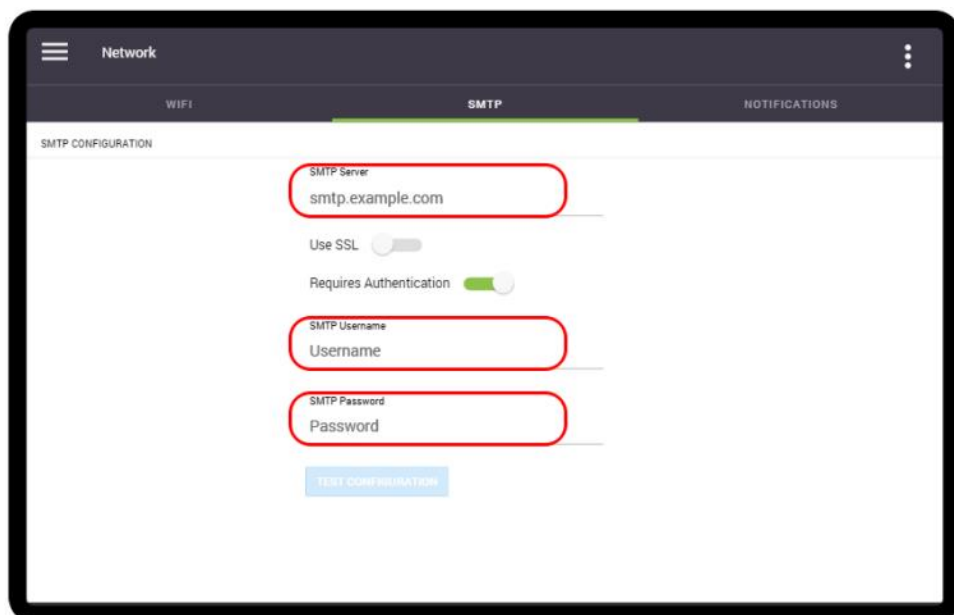 Network
WIFI SMTP NOTIFICATIONS
SMTP CONFIGURATION
SMTP Server
smtp.example.com
Use SSL
Requires Authentication
SMTP Username
Username
SMTP Password
Password
TEST CONFIGURATION